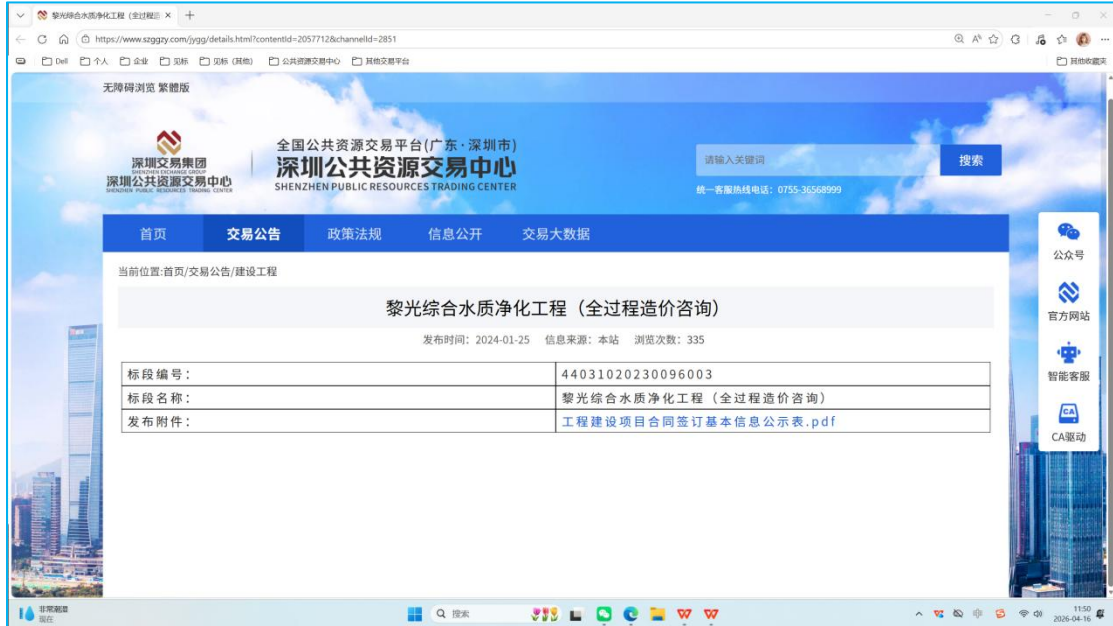 黎光综合水质净化工程（全过程造
https://www.szggzy.com/jygg/details.html?contentId=2057712&channelId=2851
Dell 个人 企业 见标 见标（其他） 公共资源交易中心 其他交易平台 其他收藏夹
无障碍浏览 繁體版
深圳交易集团
SHENZHEN EXCHANGE GROUP
深圳公共资源交易中心
SHENZHEN PUBLIC RESOURCES TRADING CENTER
全国公共资源交易平台(广东·深圳市)
深圳公共资源交易中心
SHENZHEN PUBLIC RESOURCES TRADING CENTER
请输入关键词 搜索
统一客服热线电话：0755-36568999
首页 交易公告 政策法规 信息公开 交易大数据
公众号
官方网站
智能客服
CA
CA驱动
当前位置:首页/交易公告/建设工程
黎光综合水质净化工程（全过程造价咨询）
发布时间：2024-01-25 信息来源：本站 浏览次数：335
标段编号： 44031020230096003
标段名称： 黎光综合水质净化工程（全过程造价咨询）
发布附件： 工程建设项目合同签订基本信息公示表.pdf
非常潮湿
现在
搜索
11:50
2026-04-16